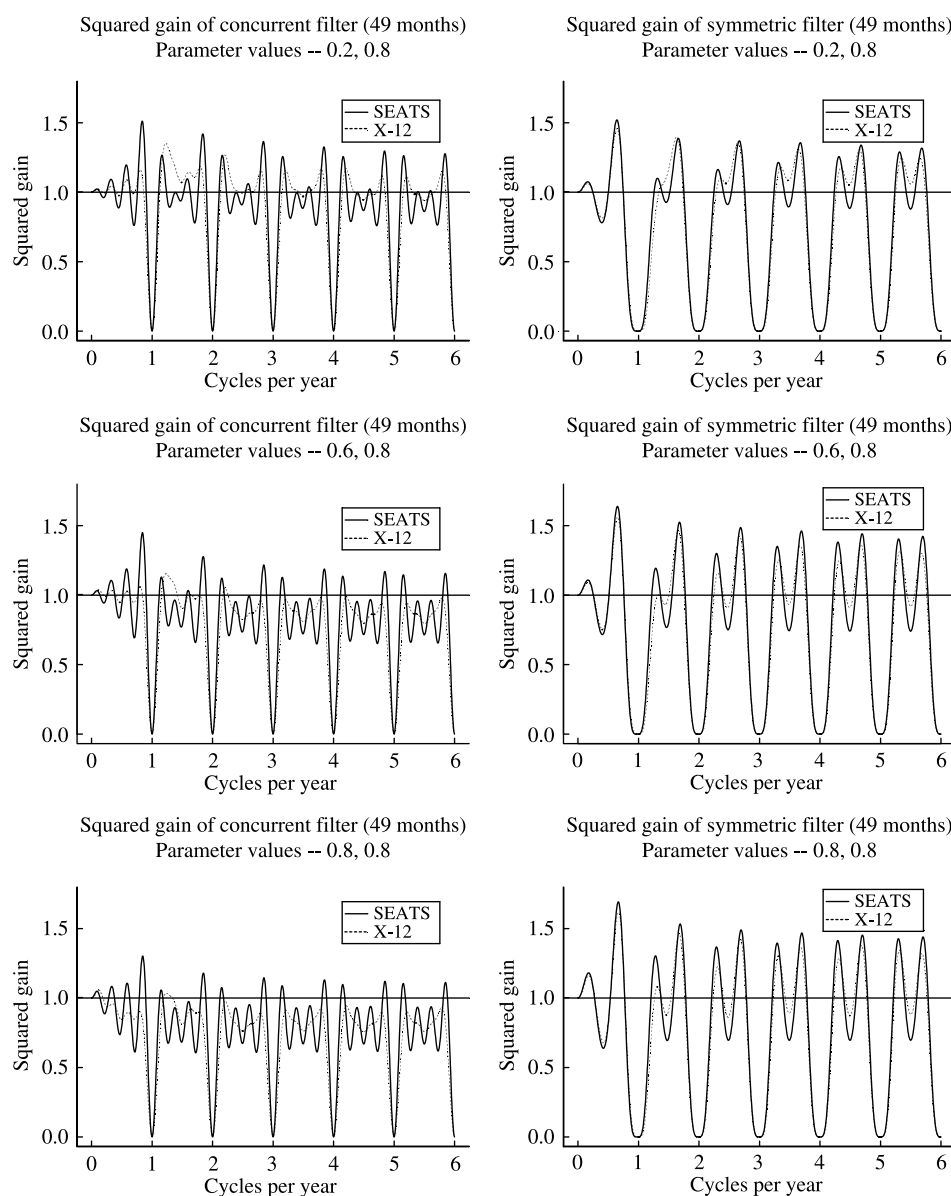 Squared gain of concurrent filter (49 months)
Parameter values -- 0.2, 0.8
SEATS
X-12
Squared gain
1.5
1.0
0.5
0.0
0 1 2 3 4 5 6
Cycles per year
Squared gain of symmetric filter (49 months)
Parameter values -- 0.2, 0.8
SEATS
X-12
Squared gain
1.5
1.0
0.5
0.0
0 1 2 3 4 5 6
Cycles per year
Squared gain of concurrent filter (49 months)
Parameter values -- 0.6, 0.8
SEATS
X-12
Squared gain
1.5
1.0
0.5
0.0
0 1 2 3 4 5 6
Cycles per year
Squared gain of symmetric filter (49 months)
Parameter values -- 0.6, 0.8
SEATS
X-12
Squared gain
1.5
1.0
0.5
0.0
0 1 2 3 4 5 6
Cycles per year
Squared gain of concurrent filter (49 months)
Parameter values -- 0.8, 0.8
SEATS
X-12
Squared gain
1.5
1.0
0.5
0.0
0 1 2 3 4 5 6
Cycles per year
Squared gain of symmetric filter (49 months)
Parameter values -- 0.8, 0.8
SEATS
X-12
Squared gain
1.5
1.0
0.5
0.0
0 1 2 3 4 5 6
Cycles per year